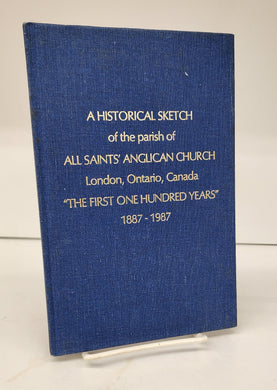 A HISTORICAL SKETCH
of the parish of
ALL SAINTS' ANGLICAN CHURCH
London, Ontario, Canada
"THE FIRST ONE HUNDRED YEARS"
1887 - 1987